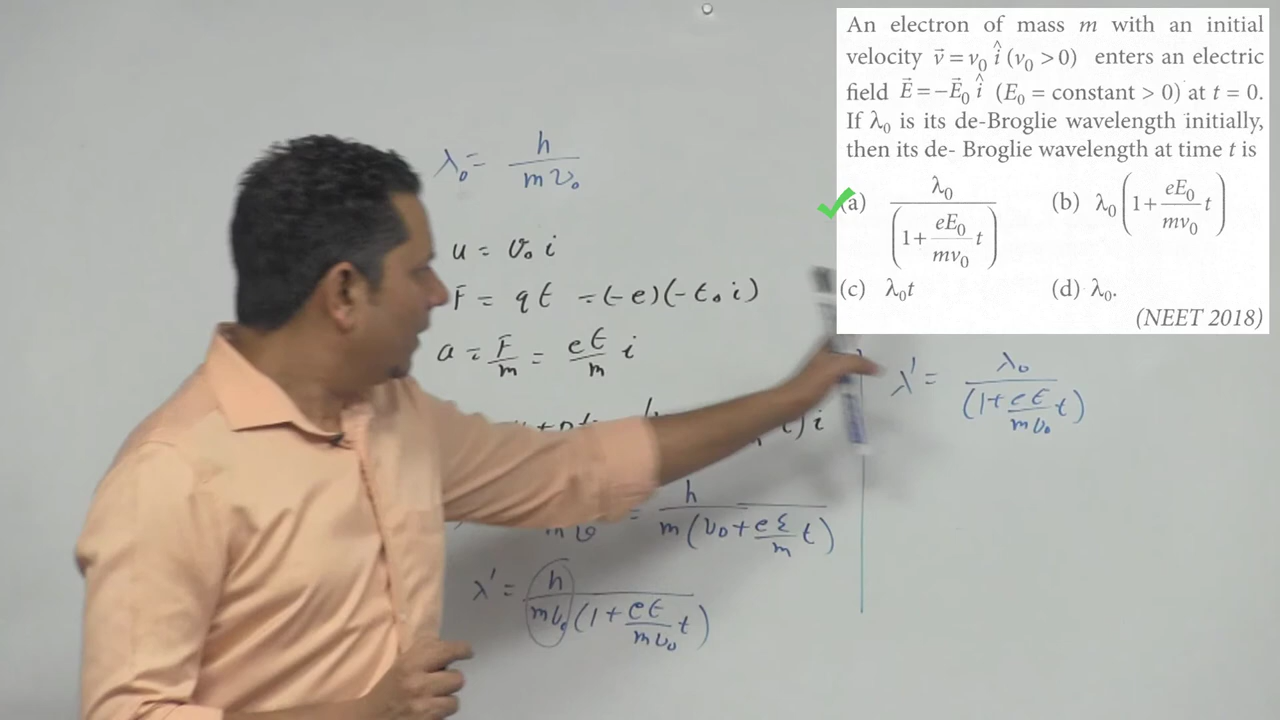 An electron of mass m with an initial
velocity v⃗ = v₀ î (v₀ > 0) enters an electric
field E⃗ = −E⃗₀ î (E₀ = constant > 0) at t = 0.
If λ₀ is its de-Broglie wavelength initially,
then its de- Broglie wavelength at time t is
(a) λ₀ / (1 + eE₀/mv₀ t) (b) λ₀ (1 + eE₀/mv₀ t)
(c) λ₀t (d) λ₀.
(NEET 2018)
λ₀ = h / mv₀
u = v₀ i
F = qE = (−e)(−E₀ i)
a = F/m = eE/m i
) i
= h / m(v₀ + eE/m t)
λ' = h / mv₀ (1 + eE/mv₀ t)
λ' = λ₀ / (1 + eE/mv₀ t)